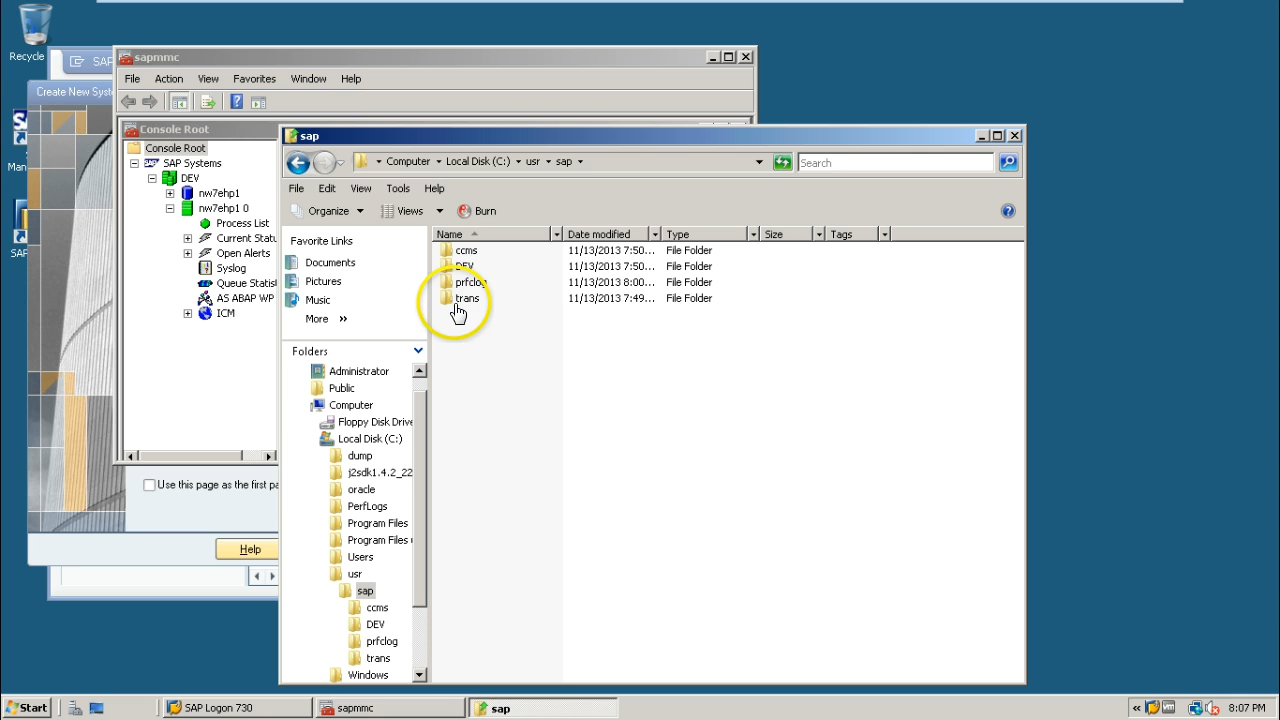 Recycle
SAP
Create New Syst
Man
SAP
sapmmc
File Action View Favorites Window Help
Console Root
Console Root
SAP Systems
DEV
nw7ehp1
nw7ehp1 0
Process List
Current Statu
Open Alerts
Syslog
Queue Statist
AS ABAP WP
ICM
Use this page as the first pa
Help
sap
Computer Local Disk (C:) usr sap
Search
File Edit View Tools Help
Organize Views Burn
Favorite Links
Documents
Pictures
Music
More »
Folders
Administrator
Public
Computer
Floppy Disk Drive
Local Disk (C:)
dump
j2sdk1.4.2_22
oracle
PerfLogs
Program Files
Program Files (
Users
usr
sap
ccms
DEV
prfclog
trans
Windows
Name Date modified Type Size Tags
ccms 11/13/2013 7:50... File Folder
DEV 11/13/2013 7:50... File Folder
prfclog 11/13/2013 8:00... File Folder
trans 11/13/2013 7:49... File Folder
Start SAP Logon 730 sapmmc sap « 8:07 PM